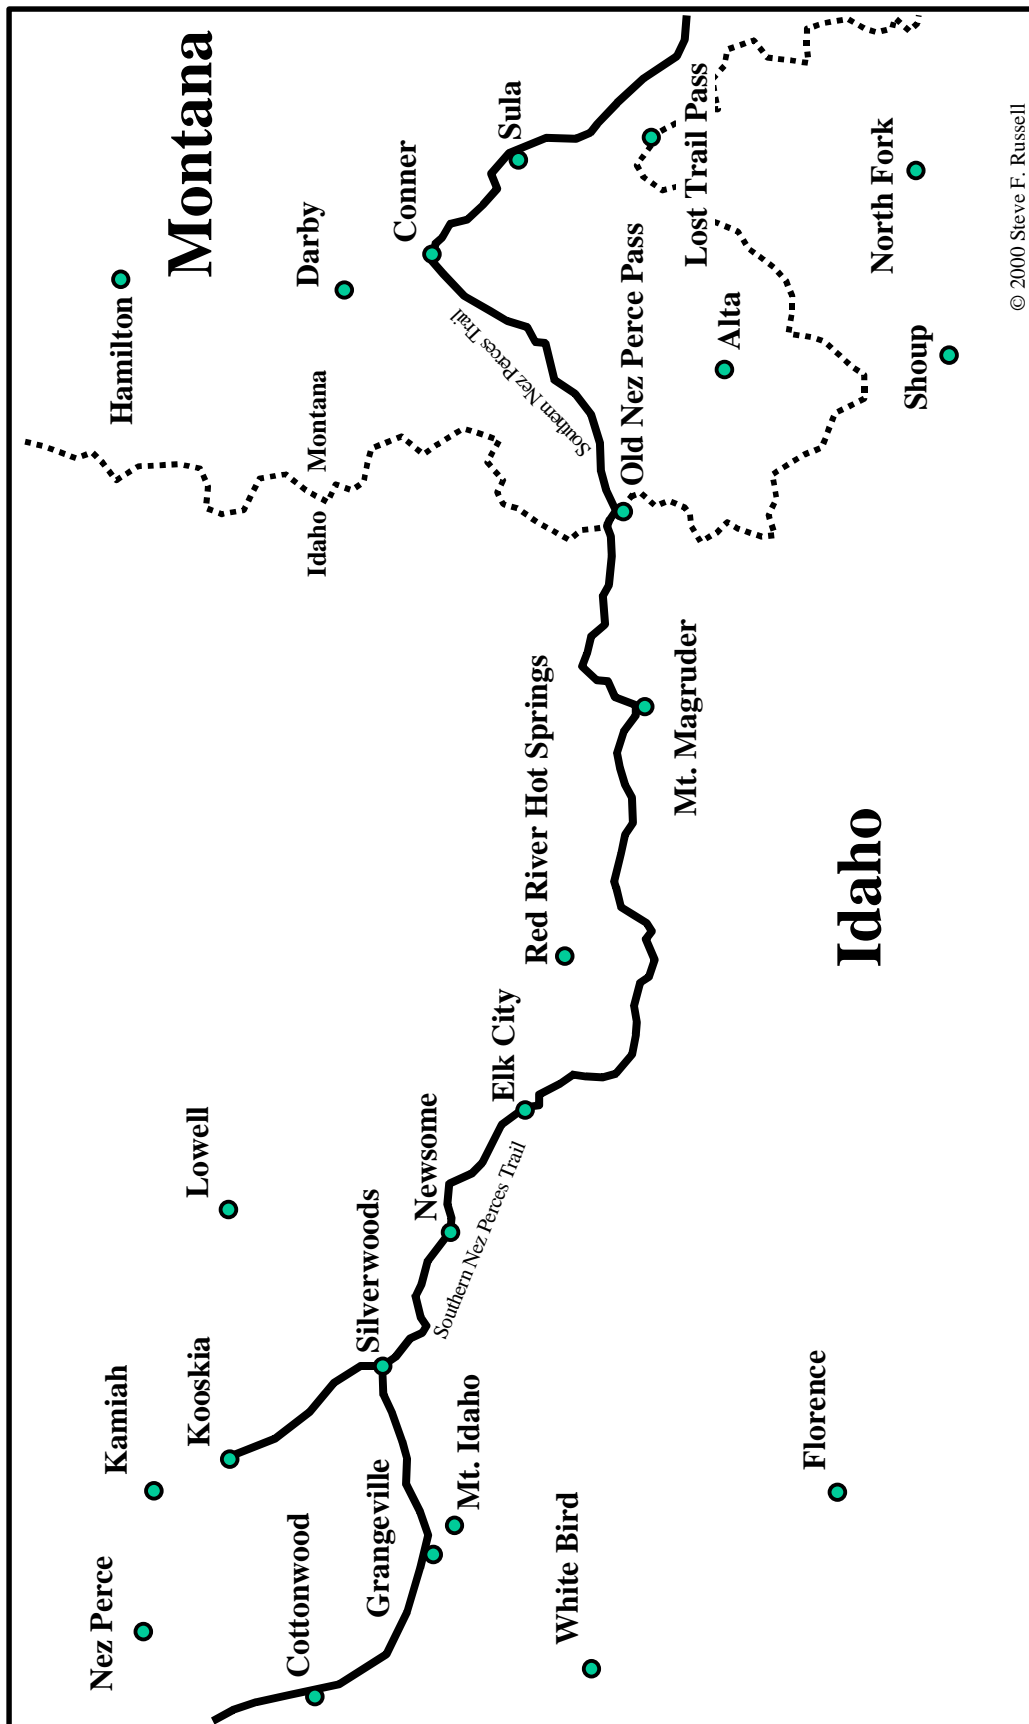 Montana
Hamilton
Darby
Conner
Sula
Lost Trail Pass
North Fork
Old Nez Perce Pass
Alta
Shoup
Idaho Montana
Southern Nez Perces Trail
Red River Hot Springs
Mt. Magruder
Idaho
Elk City
Newsome
Southern Nez Perces Trail
Lowell
Silverwoods
Kooskia
Kamiah
Nez Perce
Cottonwood
Grangeville
Mt. Idaho
White Bird
Florence
© 2000 Steve F. Russell